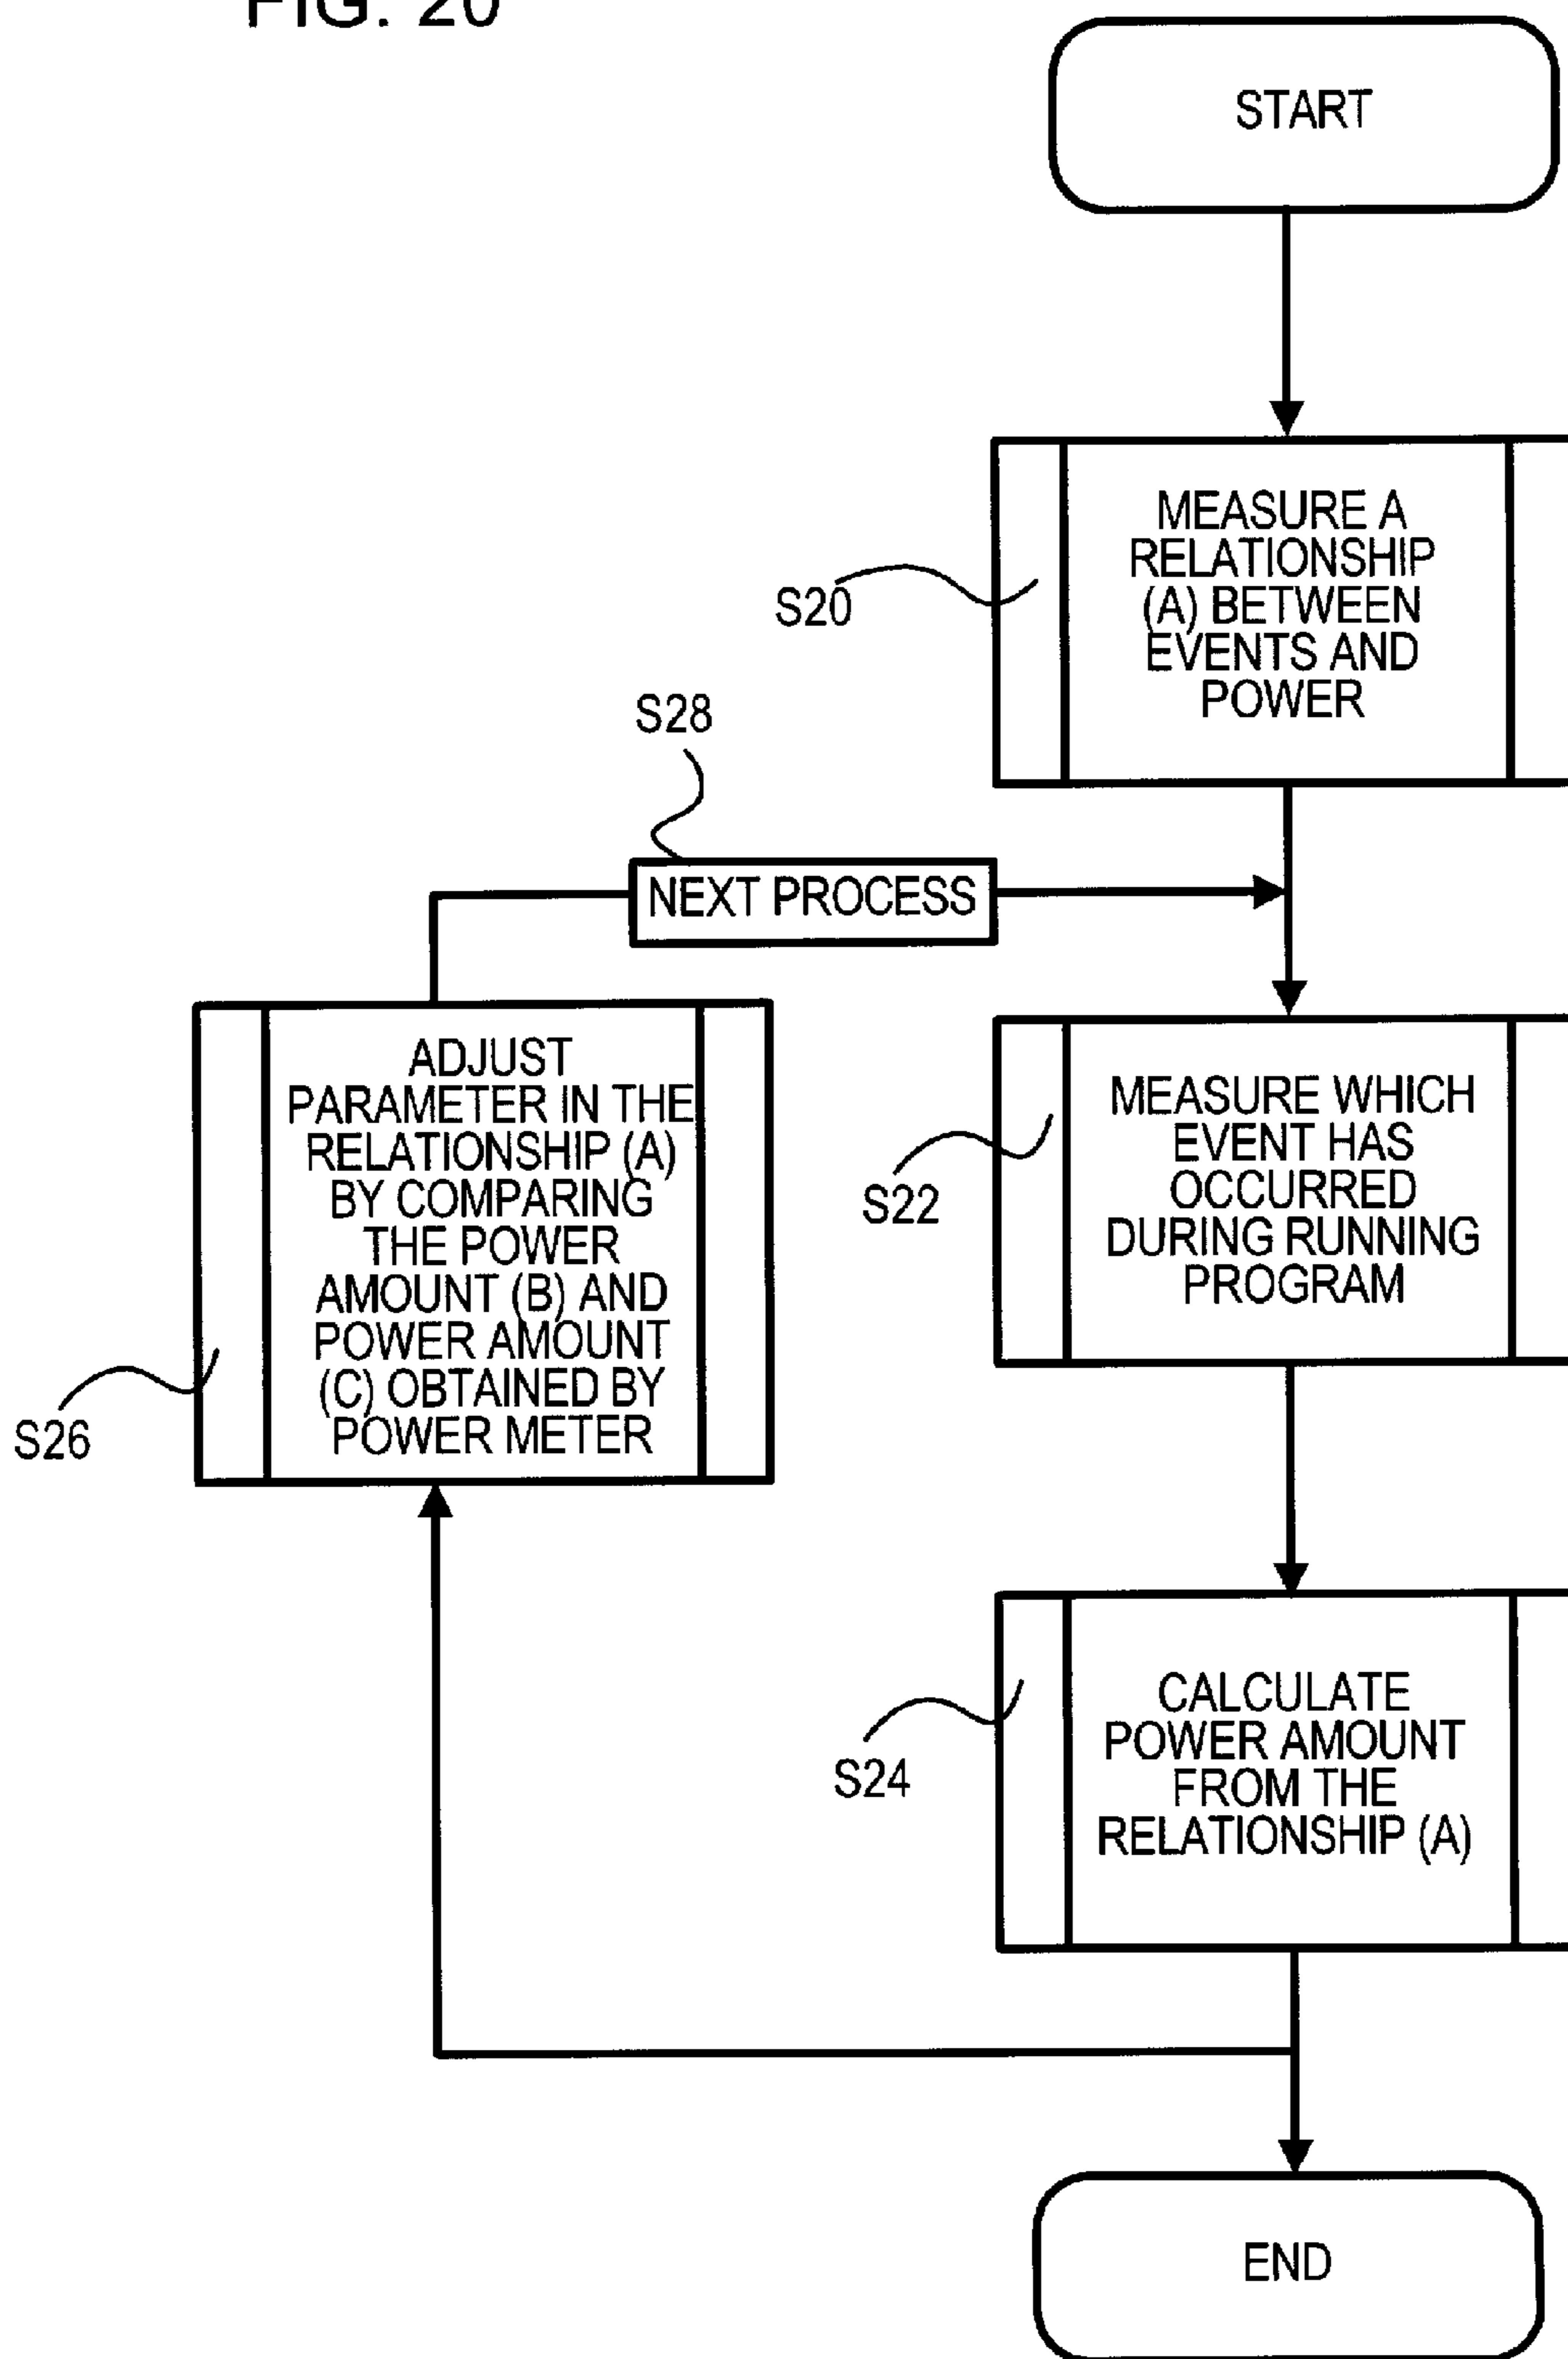 FIG. 20
START
MEASURE A
RELATIONSHIP
(A) BETWEEN
EVENTS AND
POWER
S20
S28
NEXT PROCESS
ADJUST
PARAMETER IN THE
RELATIONSHIP (A)
BY COMPARING
THE POWER
AMOUNT (B) AND
POWER AMOUNT
(C) OBTAINED BY
POWER METER
S26
MEASURE WHICH
EVENT HAS
OCCURRED
DURING RUNNING
PROGRAM
S22
CALCULATE
POWER AMOUNT
FROM THE
RELATIONSHIP (A)
S24
END